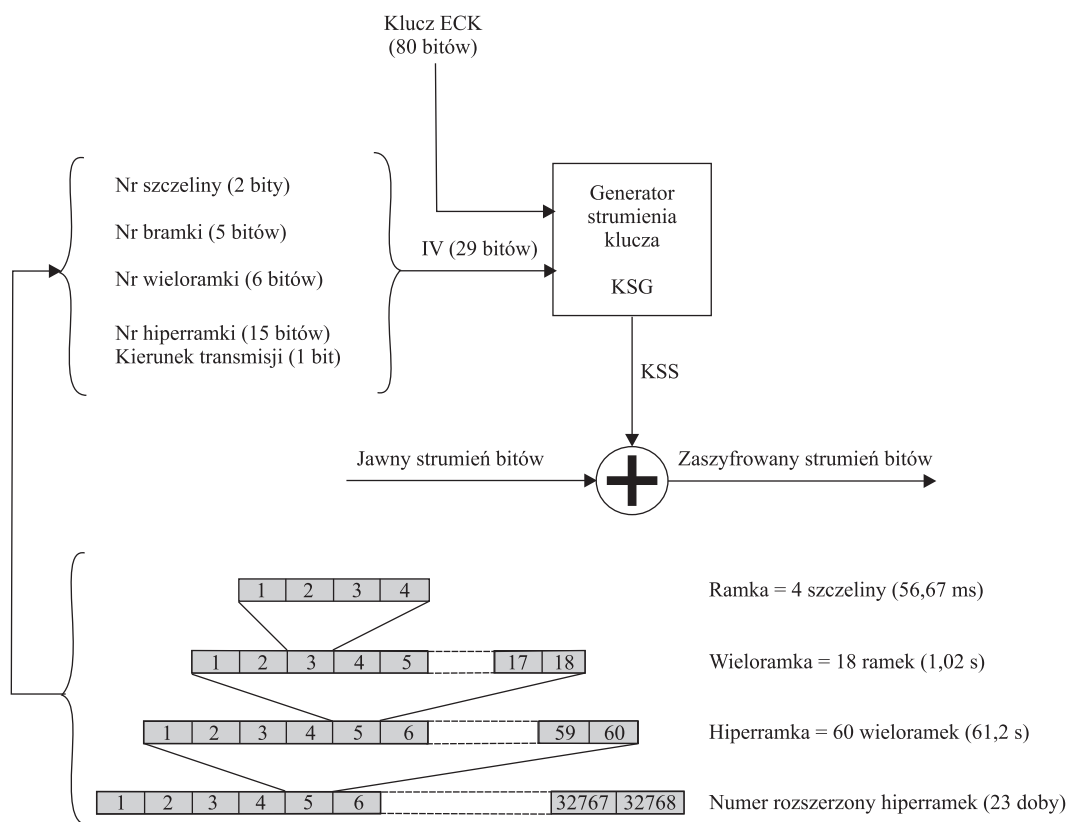 Klucz ECK
(80 bitów)
Nr szczeliny (2 bity)
Nr bramki (5 bitów)
Nr wieloramki (6 bitów)
Nr hiperramki (15 bitów)
Kierunek transmisji (1 bit)
IV (29 bitów)
Generator
strumienia
klucza
KSG
KSS
Jawny strumień bitów
Zaszyfrowany strumień bitów
1 2 3 4
Ramka = 4 szczeliny (56,67 ms)
1 2 3 4 5 17 18
Wieloramka = 18 ramek (1,02 s)
1 2 3 4 5 6 59 60
Hiperramka = 60 wieloramek (61,2 s)
1 2 3 4 5 6 32767 32768
Numer rozszerzony hiperramek (23 doby)